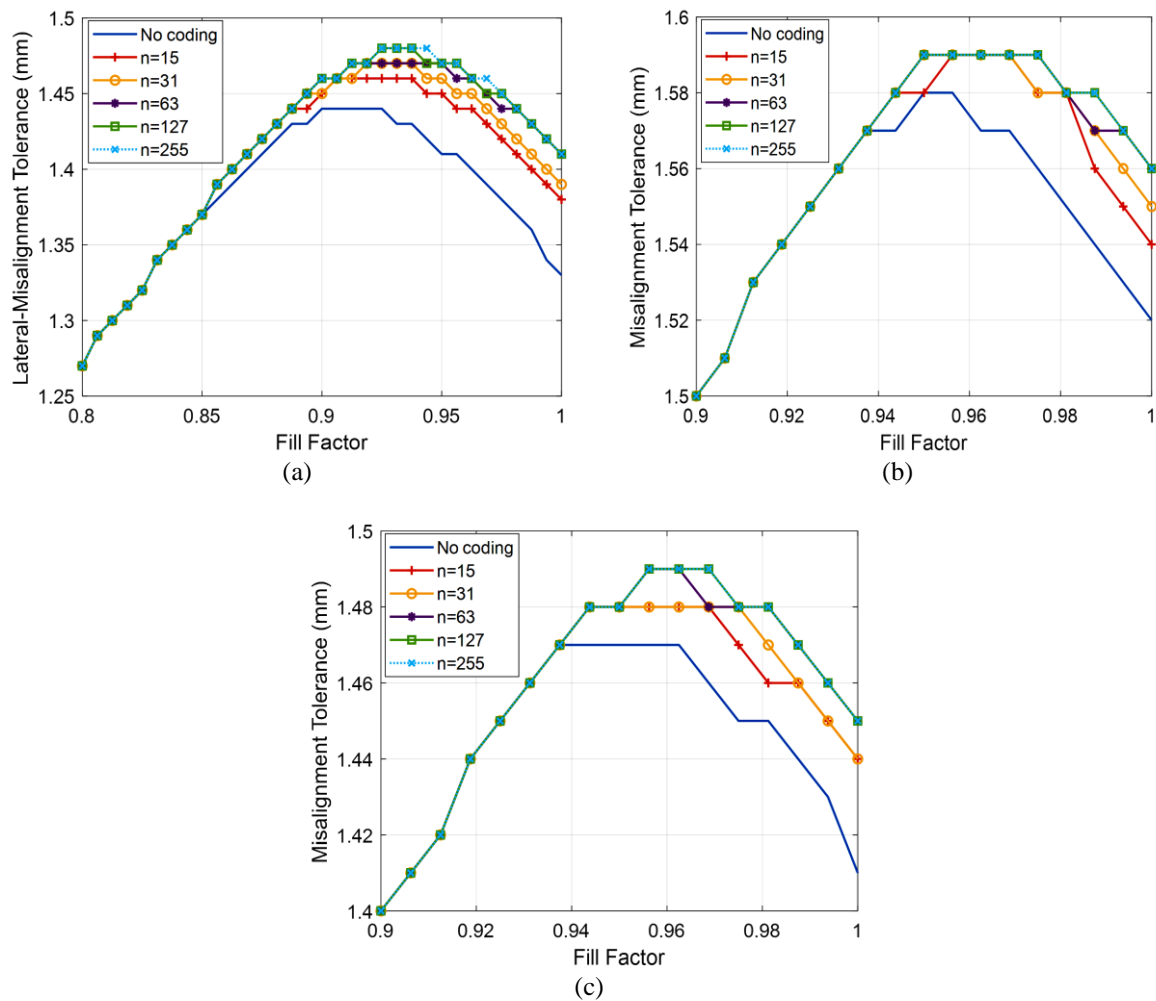 1.5
1.45
1.4
1.35
1.3
1.25
Lateral-Misalignment Tolerance (mm)
No coding
n=15
n=31
n=63
n=127
n=255
0.8 0.85 0.9 0.95 1
Fill Factor
(a)
1.6
1.58
1.56
1.54
1.52
1.5
Misalignment Tolerance (mm)
No coding
n=15
n=31
n=63
n=127
n=255
0.9 0.92 0.94 0.96 0.98 1
Fill Factor
(b)
1.5
1.48
1.46
1.44
1.42
1.4
Misalignment Tolerance (mm)
No coding
n=15
n=31
n=63
n=127
n=255
0.9 0.92 0.94 0.96 0.98 1
Fill Factor
(c)